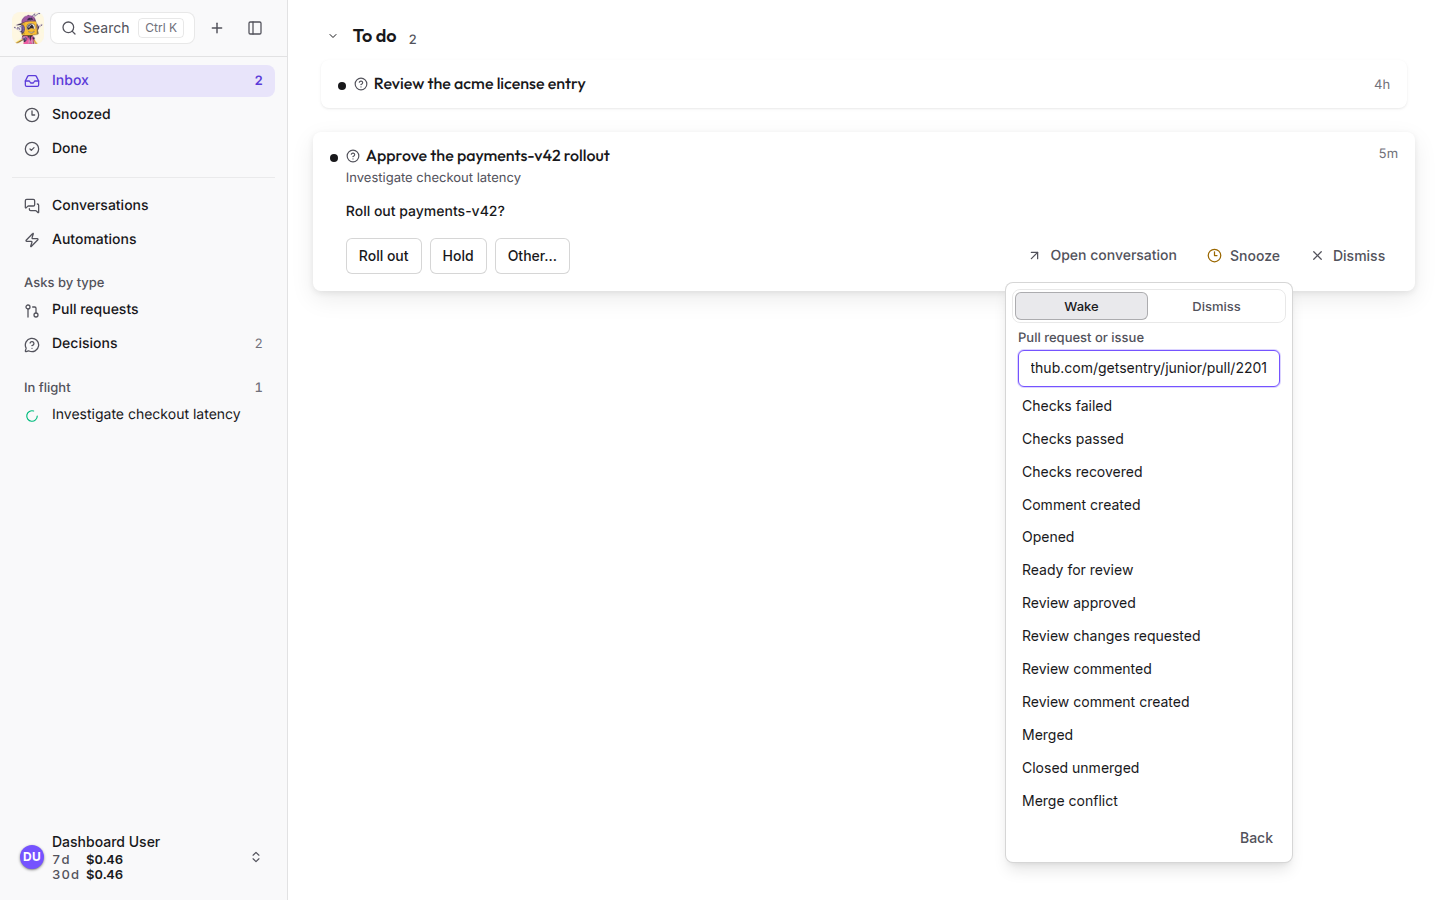 Search Ctrl K
Inbox 2
Snoozed
Done
Conversations
Automations
Asks by type
Pull requests
Decisions 2
In flight 1
Investigate checkout latency
DU Dashboard User
7d $0.46
30d $0.46
To do 2
Review the acme license entry 4h
Approve the payments-v42 rollout 5m
Investigate checkout latency
Roll out payments-v42?
Roll out Hold Other... Open conversation Snooze Dismiss
Wake Dismiss
Pull request or issue
thub.com/getsentry/junior/pull/2201
Checks failed
Checks passed
Checks recovered
Comment created
Opened
Ready for review
Review approved
Review changes requested
Review commented
Review comment created
Merged
Closed unmerged
Merge conflict
Back